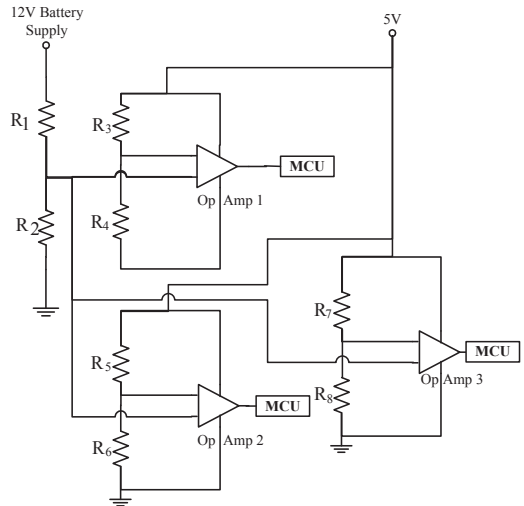 12V Battery
Supply
5V
R1
R3
MCU
R2
R4
Op Amp 1
R7
R5
MCU
R8
Op Amp 3
MCU
R6
Op Amp 2